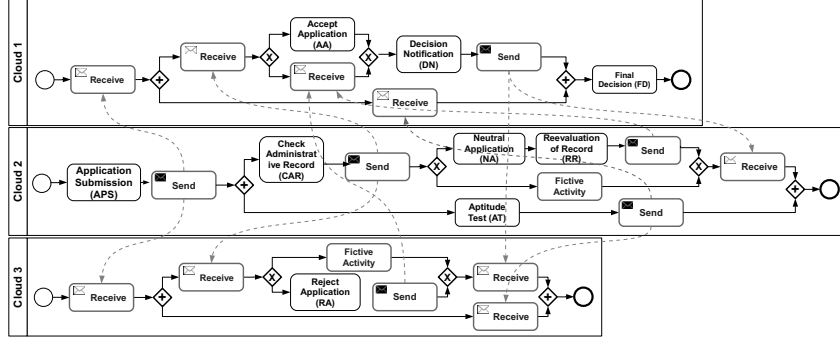 Cloud 1
Receive
Receive
Accept
Application
(AA)
X
Receive
X
Decision
Notification
(DN)
Send
Receive
Final
Decision (FD)
Cloud 2
Application
Submission
(APS)
Send
Check
Administrat
ive Record
(CAR)
Send
X
Neutral
Application
(NA)
Reevaluation
of Record
(RR)
Send
Fictive
Activity
X
Receive
Aptitude
Test (AT)
Send
Cloud 3
Receive
Receive
X
Fictive
Activity
Reject
Application
(RA)
Send
X
Receive
Receive